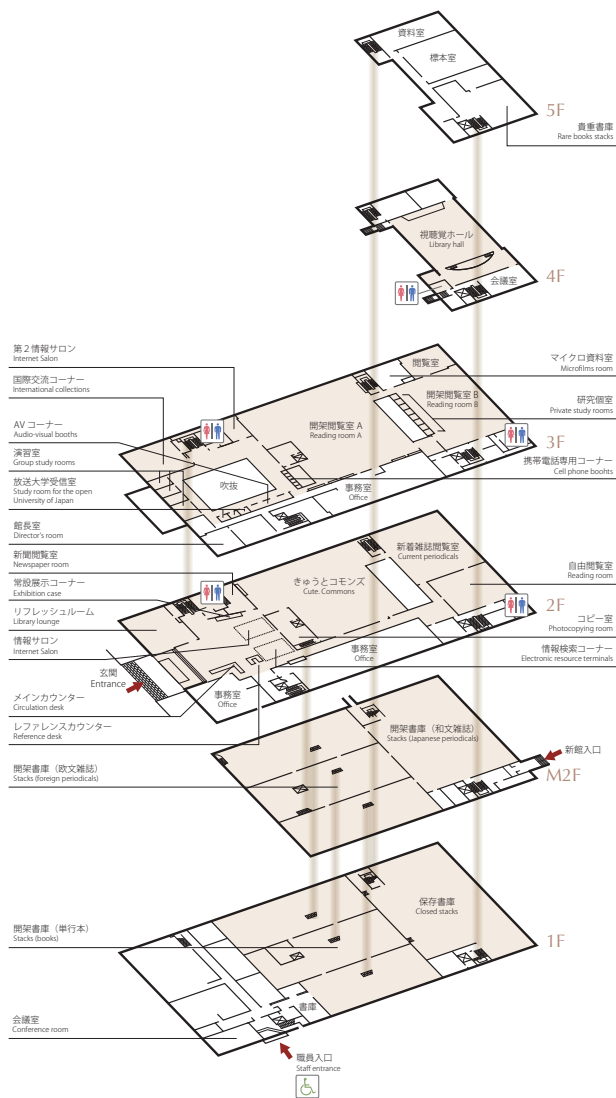 資料室
標本室
5F
貴重書庫
Rare books stacks
視聴覚ホール
Library hall
会議室
4F
第２情報サロン
Internet Salon
国際交流コーナー
International collections
AV コーナー
Audio-visual booths
演習室
Group study rooms
放送大学受信室
Study room for the open
University of Japan
館長室
Director's room
閲覧室
開架閲覧室 A
Reading room A
開架閲覧室 B
Reading room B
吹抜
事務室
Office
マイクロ資料室
Microfilms room
研究個室
Private study rooms
3F
携帯電話専用コーナー
Cell phone boohts
新聞閲覧室
Newspaper room
常設展示コーナー
Exhibition case
リフレッシュルーム
Library lounge
情報サロン
Internet Salon
玄関
Entrance
メインカウンター
Circulation desk
レファレンスカウンター
Reference desk
きゅうとコモンズ
Cute. Commons
新着雑誌閲覧室
Current periodicals
事務室
Office
事務室
Office
自由閲覧室
Reading room
2F
コピー室
Photocopying room
情報検索コーナー
Electronic resource terminals
開架書庫（和文雑誌）
Stacks (Japanese periodicals)
新館入口
M2F
開架書庫（欧文雑誌）
Stacks (foreign periodicals)
保存書庫
Closed stacks
1F
開架書庫（単行本）
Stacks (books)
書庫
会議室
Conference room
職員入口
Staff entrance